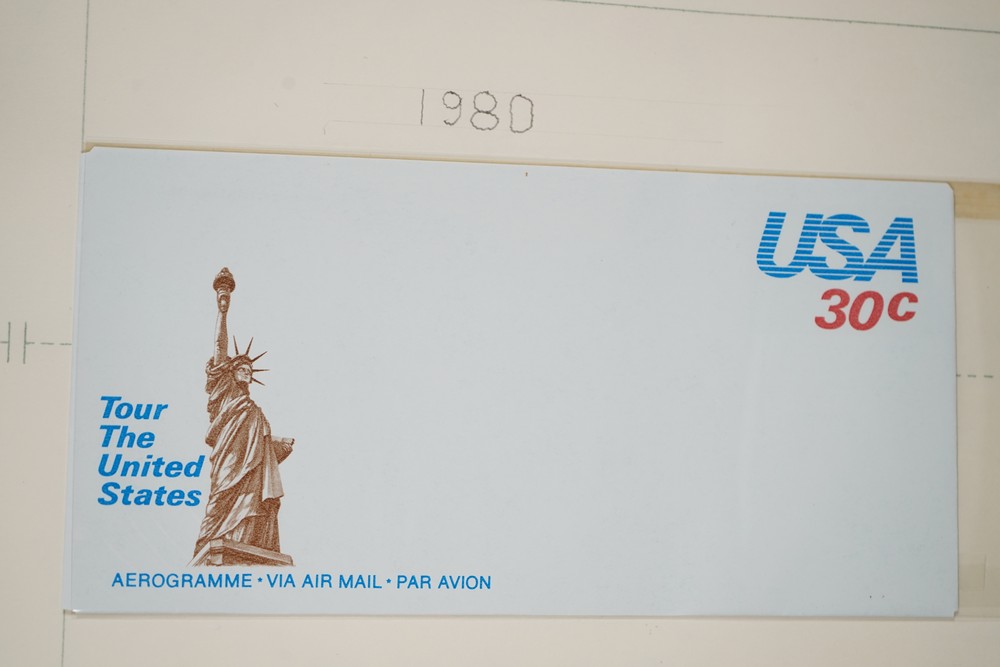 1980
USA
30c
Tour
The
United
States
AEROGRAMME * VIA AIR MAIL * PAR AVION